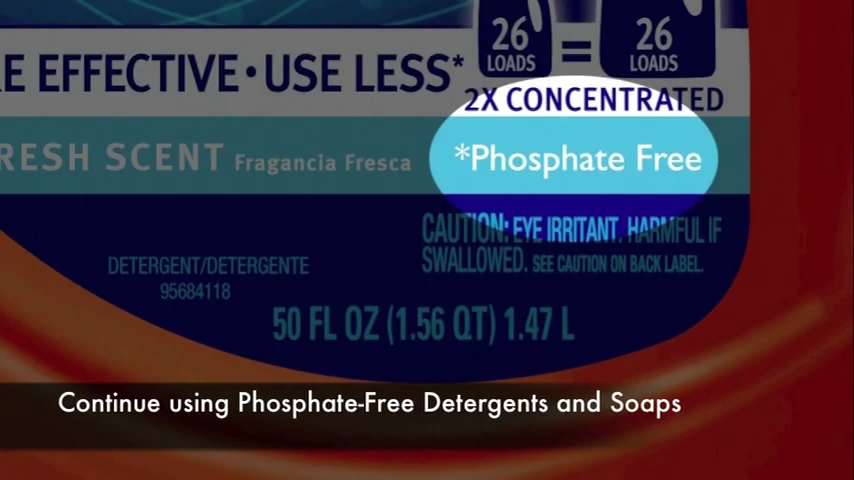 26 LOADS = 26 LOADS
RE EFFECTIVE • USE LESS*
2X CONCENTRATED
RESH SCENT Fragancia Fresca
*Phosphate Free
CAUTION: EYE IRRITANT. HARMFUL IF
SWALLOWED. SEE CAUTION ON BACK LABEL.
DETERGENT/DETERGENTE
95684118
50 FL OZ (1.56 QT) 1.47 L
Continue using Phosphate-Free Detergents and Soaps